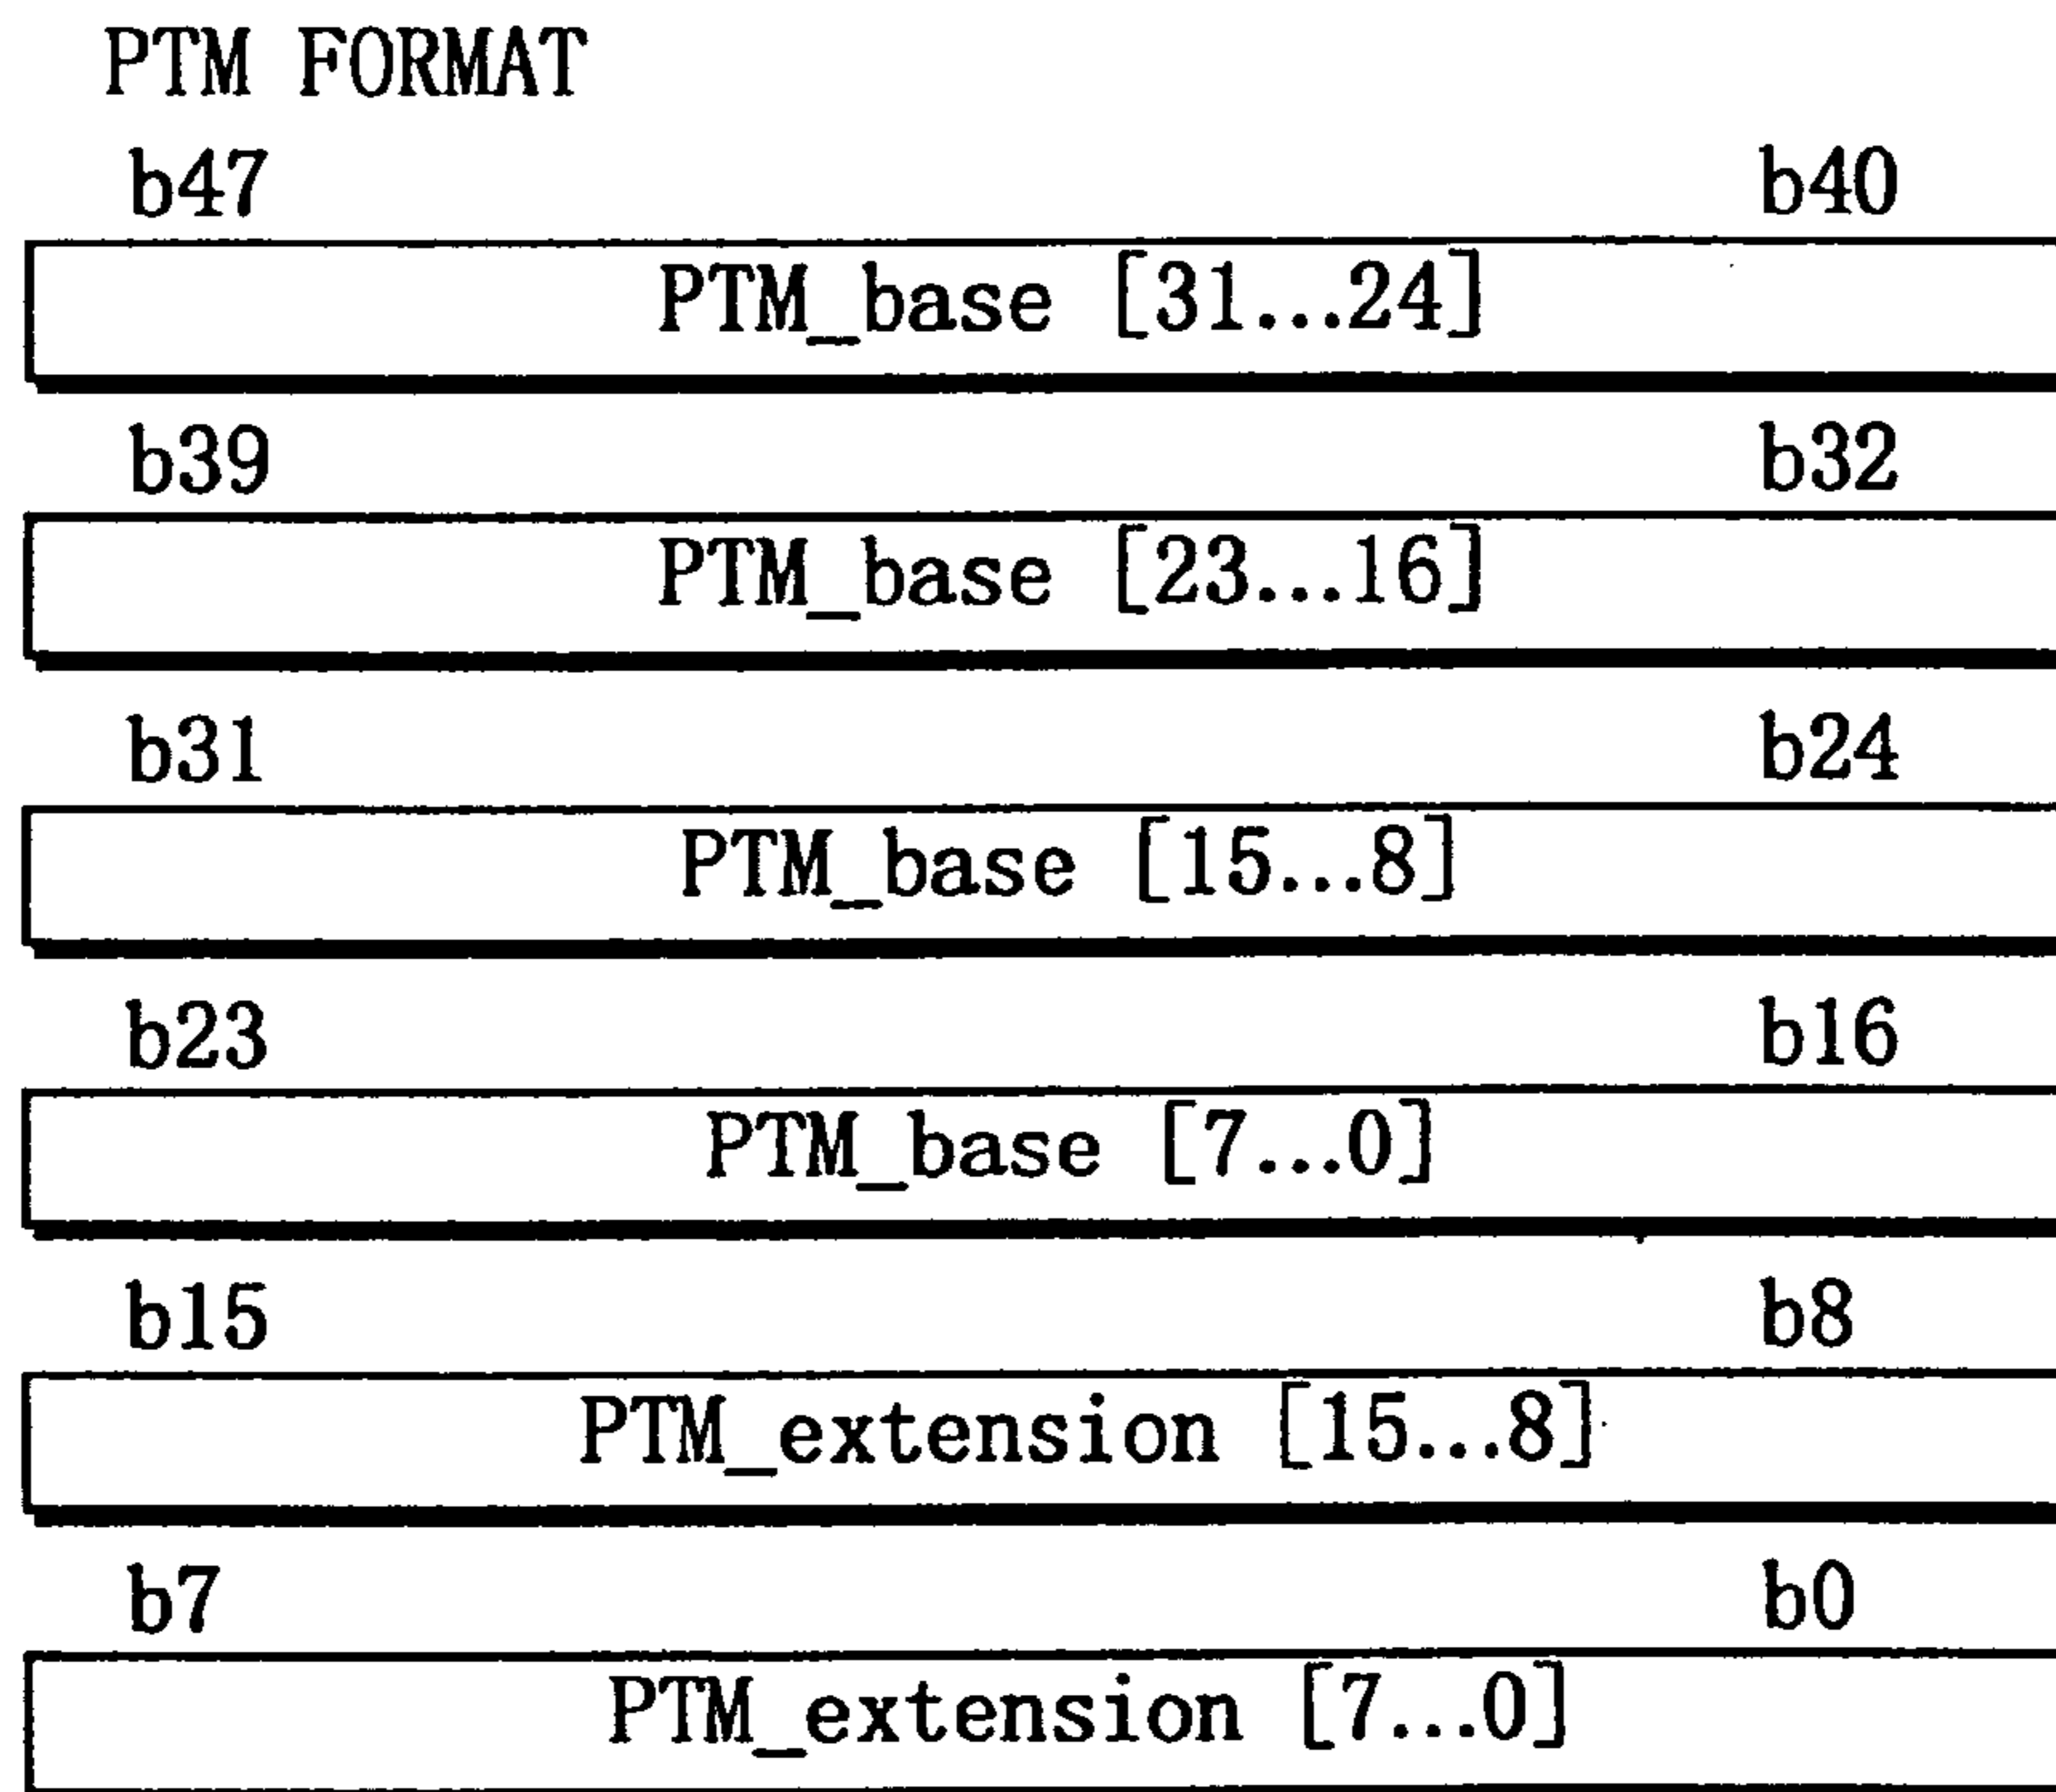 PTM FORMAT
b47 b40
PTM_base [31...24]
b39 b32
PTM_base [23...16]
b31 b24
PTM_base [15...8]
b23 b16
PTM_base [7...0]
b15 b8
PTM_extension [15...8]
b7 b0
PTM_extension [7...0]